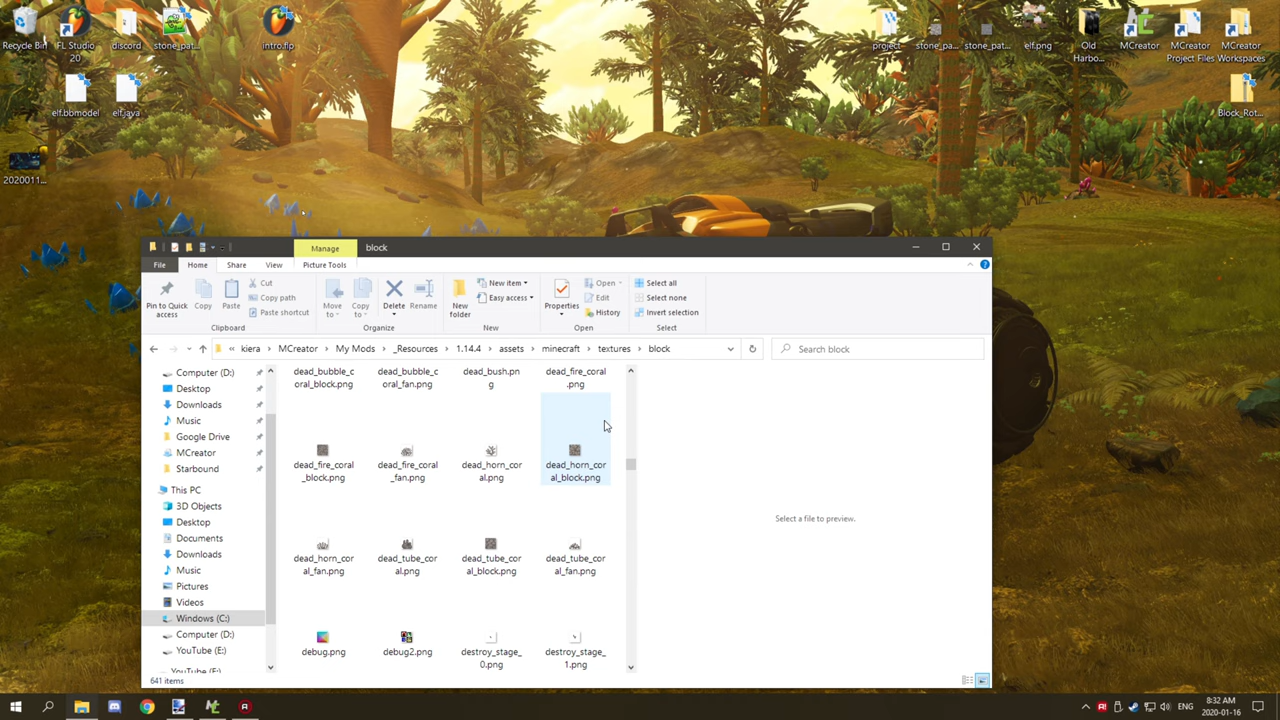 Recycle Bin
FL Studio 20
discord
stone_pat...
intro.flp
project
stone_pa...
stone_pat...
elf.png
Old Harbo...
MCreator
MCreator Project Files
MCreator Workspaces
elf.bbmodel
elf.java
Block_Rot...
2020011...
Manage
block
File
Home
Share
View
Picture Tools
Pin to Quick access
Copy
Paste
Cut
Copy path
Paste shortcut
Clipboard
Move to
Copy to
Delete
Rename
Organize
New folder
New item
Easy access
New
Properties
Open
Edit
History
Open
Select all
Select none
Invert selection
Select
« kiera > MCreator > My Mods > _Resources > 1.14.4 > assets > minecraft > textures > block
Search block
Computer (D:)
Desktop
Downloads
Music
Google Drive
MCreator
Starbound
This PC
3D Objects
Desktop
Documents
Downloads
Music
Pictures
Videos
Windows (C:)
Computer (D:)
YouTube (E:)
YouTube (E:)
dead_bubble_coral_block.png
dead_bubble_coral_fan.png
dead_bush.png
dead_fire_coral.png
dead_fire_coral_block.png
dead_fire_coral_fan.png
dead_horn_coral.png
dead_horn_coral_block.png
dead_horn_coral_fan.png
dead_tube_coral.png
dead_tube_coral_block.png
dead_tube_coral_fan.png
debug.png
debug2.png
destroy_stage_0.png
destroy_stage_1.png
Select a file to preview.
641 items
ENG
8:32 AM
2020-01-16